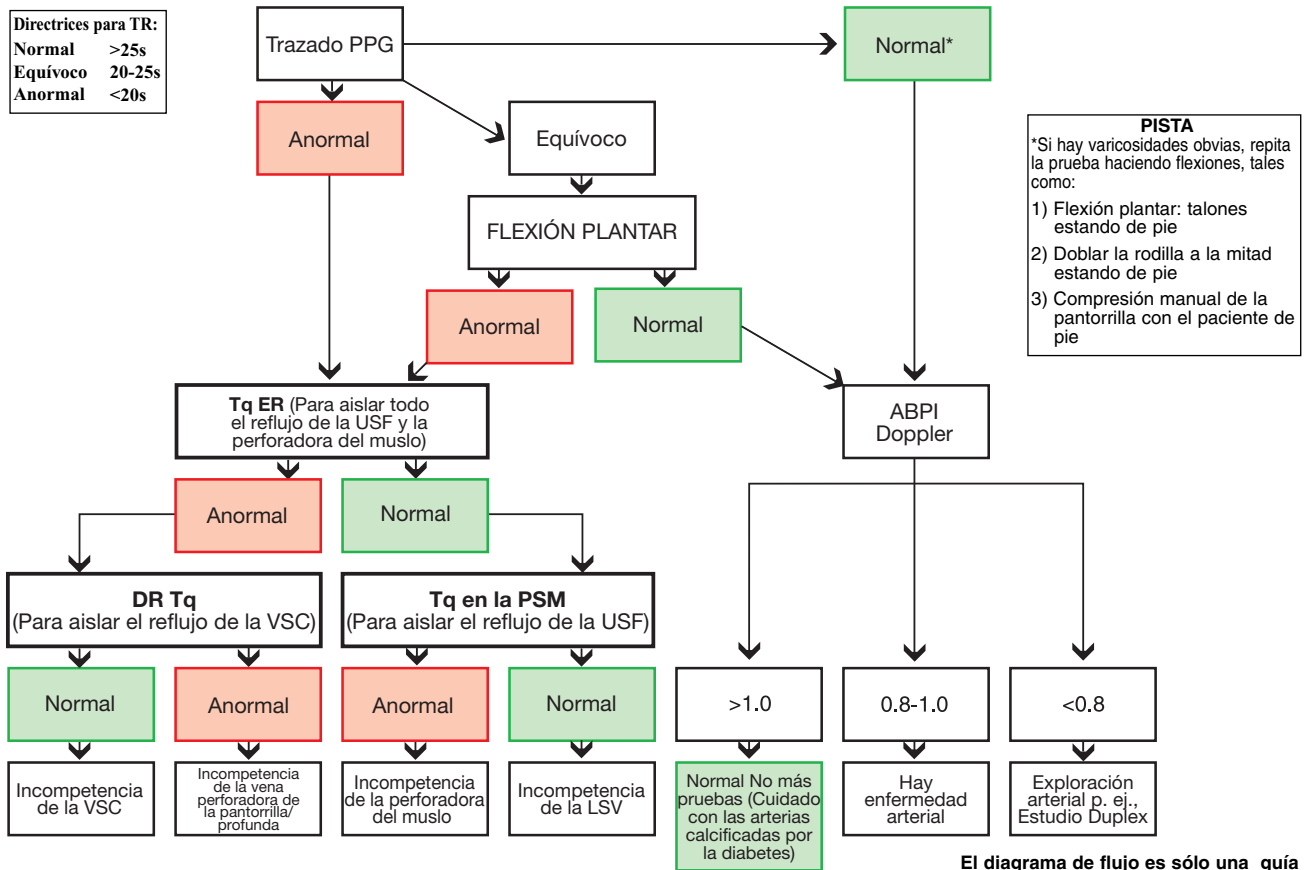 Directrices para TR:
Normal >25s
Equívoco 20-25s
Anormal <20s
Trazado PPG
Normal*
Anormal
Equívoco
PISTA
*Si hay varicosidades obvias, repita
la prueba haciendo flexiones, tales
como:
1) Flexión plantar: talones
estando de pie
2) Doblar la rodilla a la mitad
estando de pie
3) Compresión manual de la
pantorrilla con el paciente de
pie
FLEXIÓN PLANTAR
Anormal
Normal
Tq ER (Para aislar todo
el reflujo de la USF y la
perforadora del muslo)
ABPI
Doppler
Anormal
Normal
DR Tq
(Para aislar el reflujo de la VSC)
Tq en la PSM
(Para aislar el reflujo de la USF)
Normal
Anormal
Anormal
Normal
>1.0
0.8-1.0
<0.8
Incompetencia
de la VSC
Incompetencia
de la vena
perforadora de
la pantorrilla/
profunda
Incompetencia
de la perforadora
del muslo
Incompetencia
de la LSV
Normal No más
pruebas (Cuidado
con las arterias
calcificadas por
la diabetes)
Hay
enfermedad
arterial
Exploración
arterial p. ej.,
Estudio Duplex
El diagrama de flujo es sólo una guía